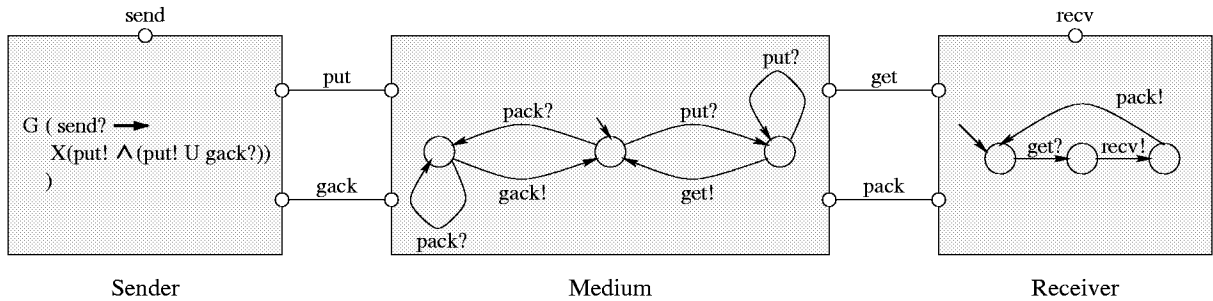 send
recv
put
get
G ( send? →
X(put! ∧ (put! U gack?))
)
pack?
put?
put?
gack!
get!
pack?
pack!
get?
recv!
gack
pack
Sender
Medium
Receiver